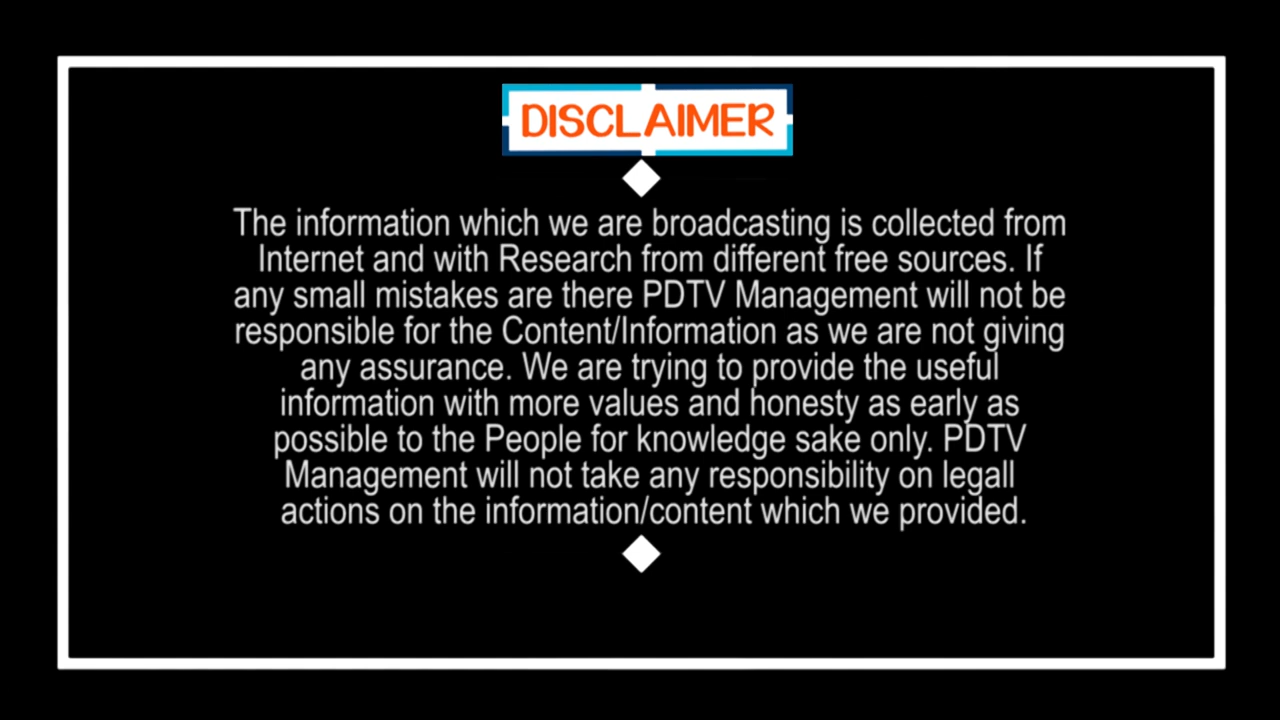 DISCLAIMER
The information which we are broadcasting is collected from
Internet and with Research from different free sources. If
any small mistakes are there PDTV Management will not be
responsible for the Content/Information as we are not giving
any assurance. We are trying to provide the useful
information with more values and honesty as early as
possible to the People for knowledge sake only. PDTV
Management will not take any responsibility on legall
actions on the information/content which we provided.